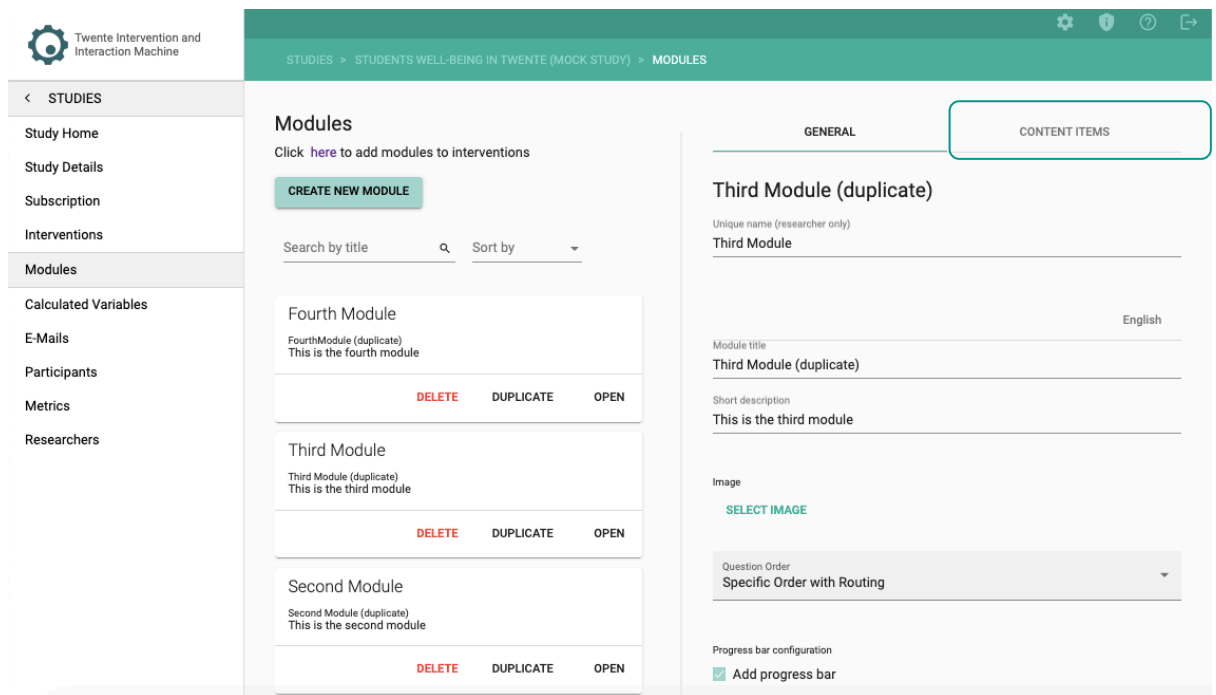 Twente Intervention and
Interaction Machine
STUDIES > STUDENTS WELL-BEING IN TWENTE (MOCK STUDY) > MODULES
< STUDIES
Study Home
Study Details
Subscription
Interventions
Modules
Calculated Variables
E-Mails
Participants
Metrics
Researchers
Modules
Click here to add modules to interventions
CREATE NEW MODULE
Search by title
Sort by
Fourth Module
FourthModule (duplicate)
This is the fourth module
DELETE DUPLICATE OPEN
Third Module
Third Module (duplicate)
This is the third module
DELETE DUPLICATE OPEN
Second Module
Second Module (duplicate)
This is the second module
DELETE DUPLICATE OPEN
GENERAL CONTENT ITEMS
Third Module (duplicate)
Unique name (researcher only)
Third Module
English
Module title
Third Module (duplicate)
Short description
This is the third module
Image
SELECT IMAGE
Question Order
Specific Order with Routing
Progress bar configuration
Add progress bar